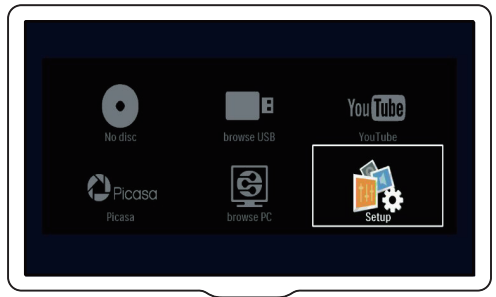 No disc
browse USB
You Tube
YouTube
Picasa
Picasa
browse PC
Setup